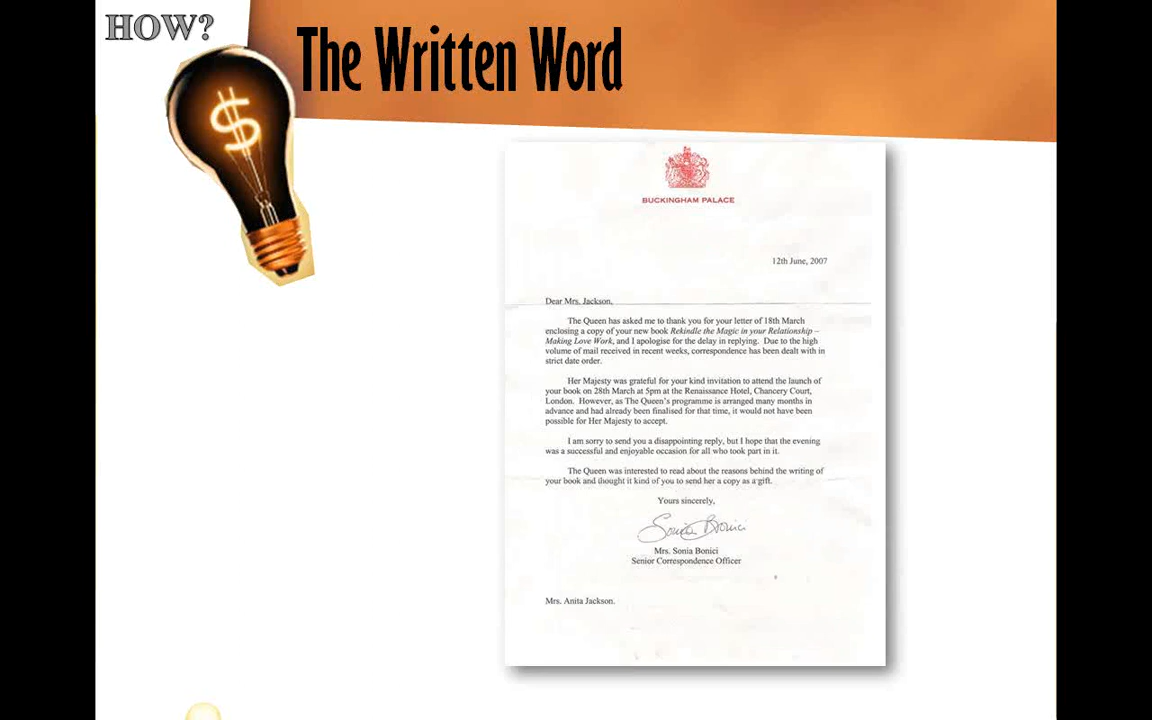 HOW?
The Written Word
$
BUCKINGHAM PALACE
12th June, 2007
Dear Mrs. Jackson,
The Queen has asked me to thank you for your letter of 18th March
enclosing a copy of your new book Rekindle the Magic in your Relationship –
Making Love Work, and I apologise for the delay in replying. Due to the high
volume of mail received in recent weeks, correspondence has been dealt with in
strict date order.
Her Majesty was grateful for your kind invitation to attend the launch of
your book on 28th March at 5pm at the Renaissance Hotel, Chancery Court,
London. However, as The Queen's programme is arranged many months in
advance and had already been finalised for that time, it would not have been
possible for Her Majesty to accept.
I am sorry to send you a disappointing reply, but I hope that the evening
was a successful and enjoyable occasion for all who took part in it.
The Queen was interested to read about the reasons behind the writing of
your book and thought it kind of you to send her a copy as a gift.
Yours sincerely,
Sonia Bonici
Mrs. Sonia Bonici
Senior Correspondence Officer
Mrs. Anita Jackson.